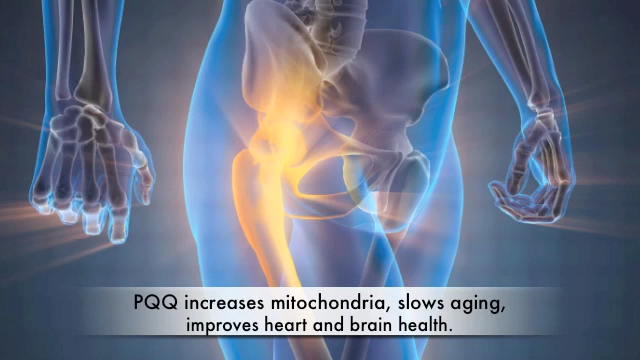 PQQ increases mitochondria, slows aging,
improves heart and brain health.